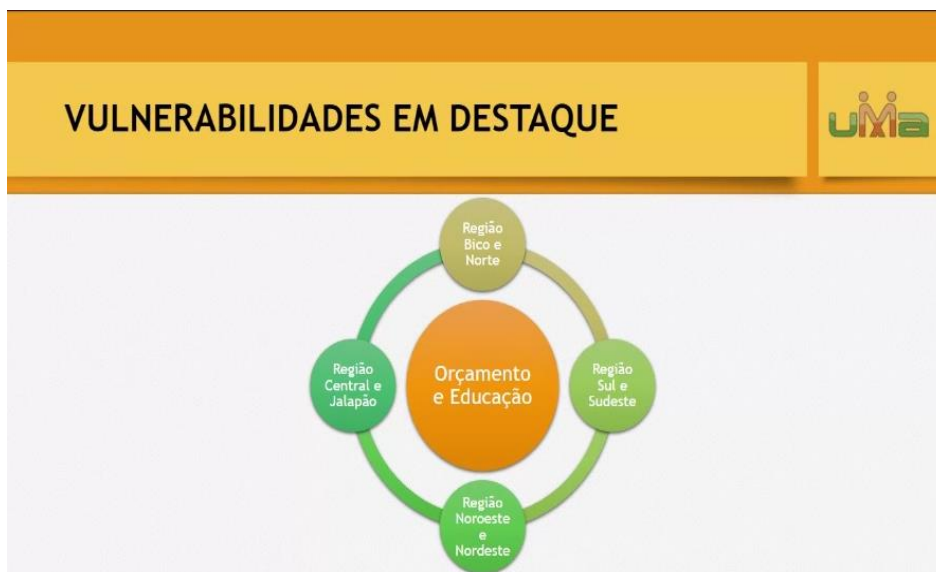 VULNERABILIDADES EM DESTAQUE
uMa
Região
Bico e
Norte
Região
Central e
Jalapão
Orçamento
e Educação
Região
Sul e
Sudeste
Região
Noroeste
e
Nordeste